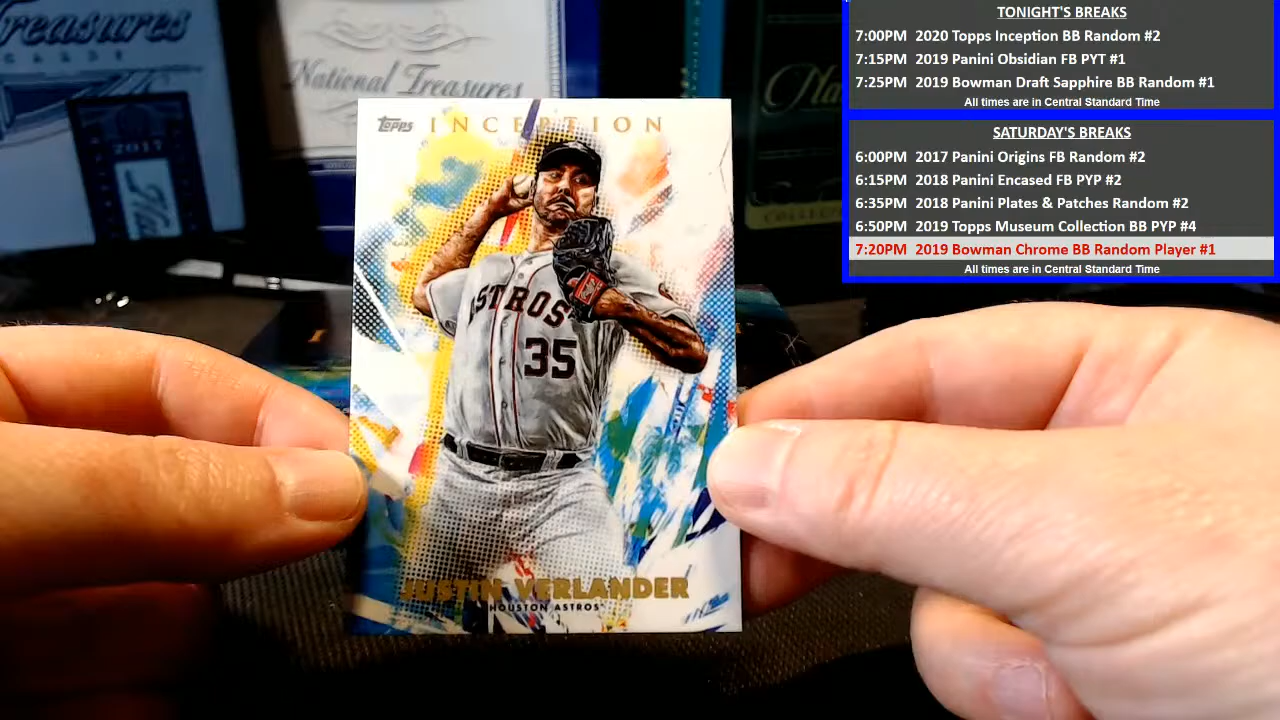 Treasures
CARDS
2017
National Treasures
COLLEC
Topps INCEPTION
ASTROS
35
JUSTIN VERLANDER
HOUSTON ASTROS
TONIGHT'S BREAKS
7:00PM 2020 Topps Inception BB Random #2
7:15PM 2019 Panini Obsidian FB PYT #1
7:25PM 2019 Bowman Draft Sapphire BB Random #1
All times are in Central Standard Time
SATURDAY'S BREAKS
6:00PM 2017 Panini Origins FB Random #2
6:15PM 2018 Panini Encased FB PYP #2
6:35PM 2018 Panini Plates & Patches Random #2
6:50PM 2019 Topps Museum Collection BB PYP #4
7:20PM 2019 Bowman Chrome BB Random Player #1
All times are in Central Standard Time